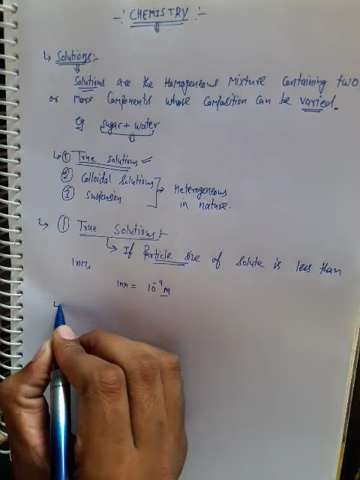 CHEMISTRY
Solutions:-
Solutions are the Homogeneous Mixture containing two
or more Components whose Composition can be varied.
eg sugar + water
① True solutions
② Colloidal solutions
③ Suspension
Heterogeneous
in nature.
① True Solutions
If Particle size of solute is less than
1nm.
1nm = 10⁻⁹ M